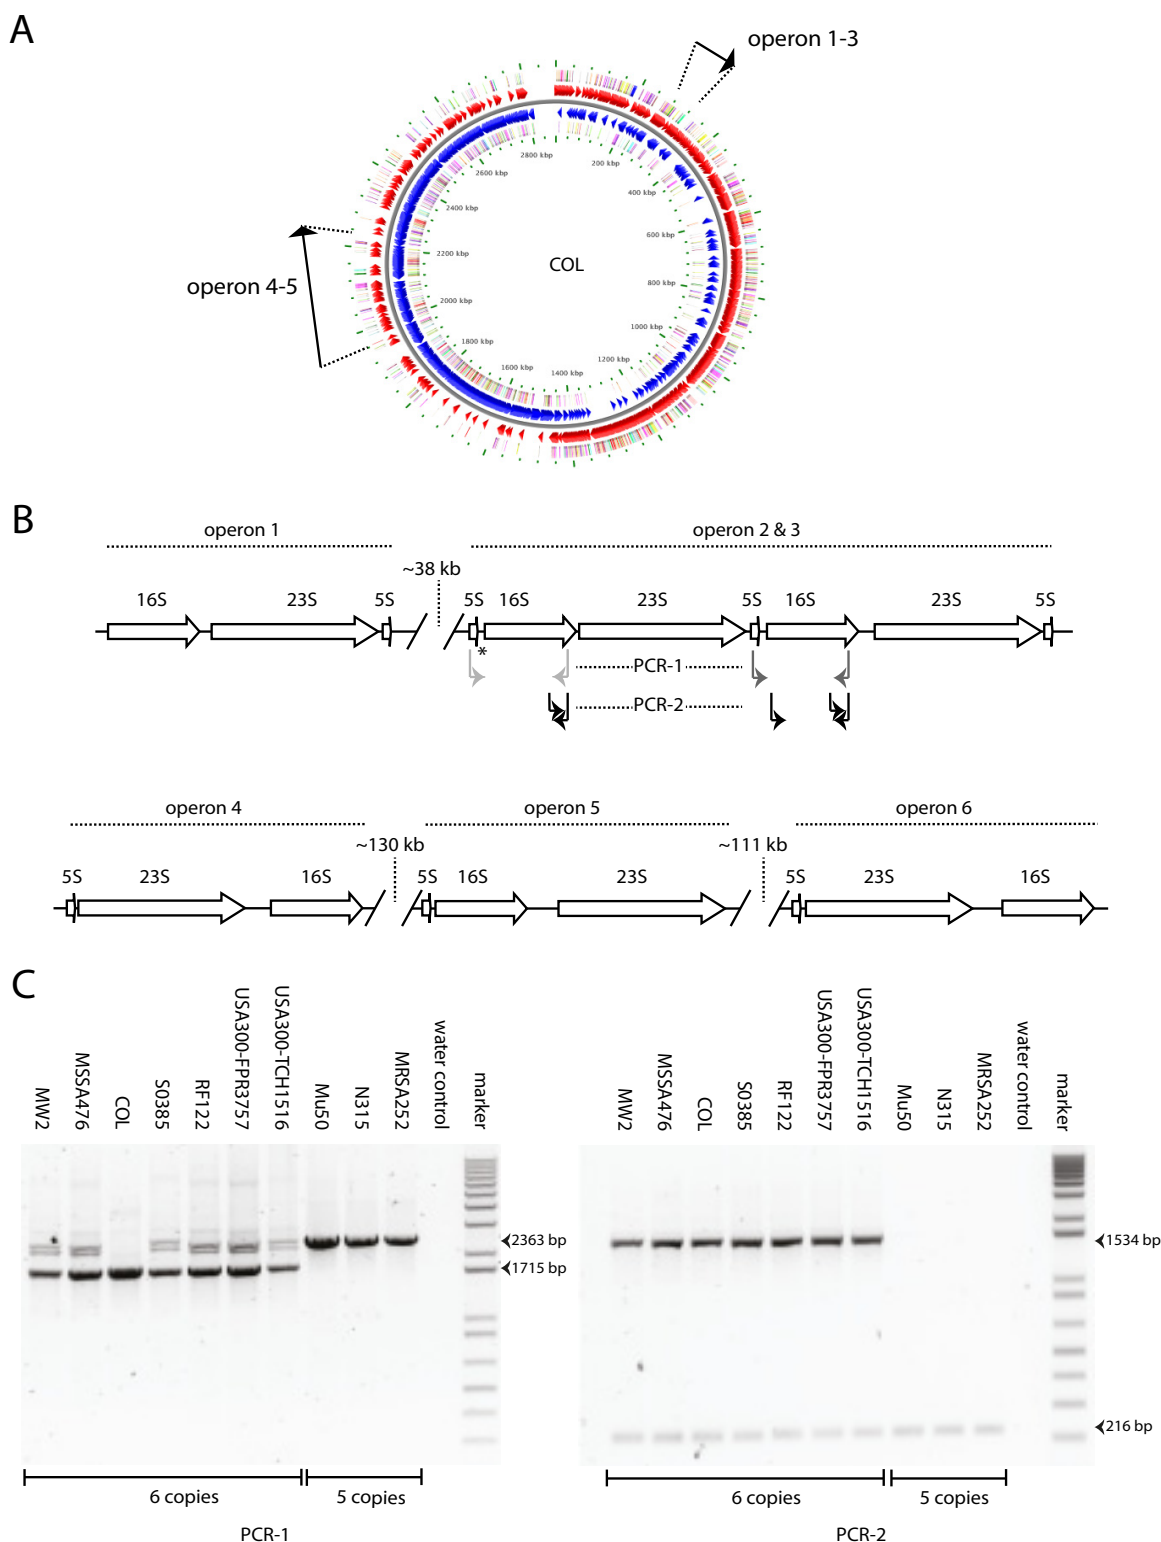 A
operon 1-3
2800 kbp
200 kbp
2600 kbp
400 kbp
2400 kbp
600 kbp
2200 kbp
COL
operon 4-5
800 kbp
2000 kbp
1000 kbp
1800 kbp
1200 kbp
1600 kbp
1400 kbp
B
operon 1
operon 2 & 3
~38 kb
16S
23S
5S
5S
16S
23S
5S
16S
23S
5S
*
PCR-1
PCR-2
operon 4
operon 5
operon 6
~130 kb
~111 kb
5S
23S
16S
5S
16S
23S
5S
23S
16S
C
MW2
MSSA476
COL
S0385
RF122
USA300-FPR3757
USA300-TCH1516
Mu50
N315
MRSA252
water control
marker
2363 bp
1715 bp
6 copies
5 copies
PCR-1
MW2
MSSA476
COL
S0385
RF122
USA300-FPR3757
USA300-TCH1516
Mu50
N315
MRSA252
water control
marker
1534 bp
216 bp
6 copies
5 copies
PCR-2